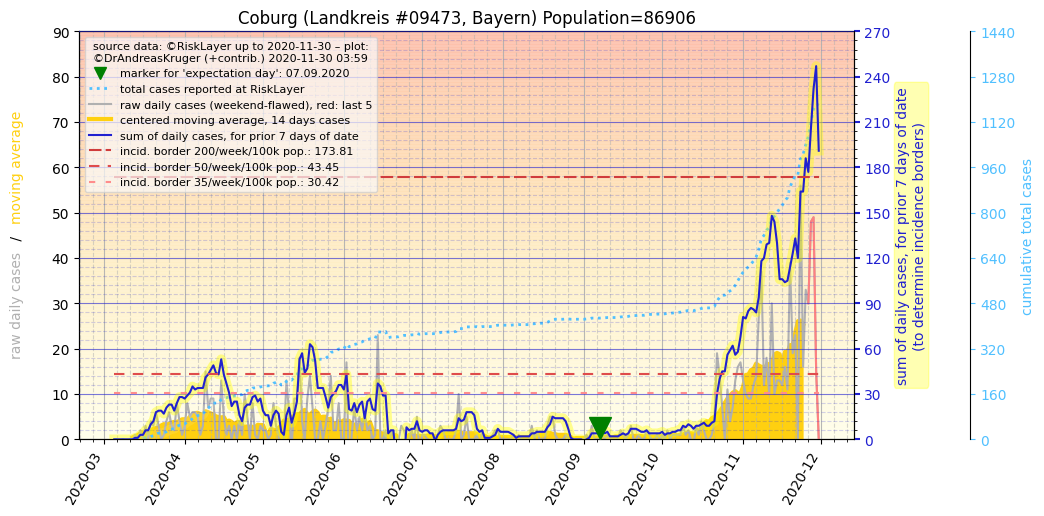 Coburg (Landkreis #09473, Bayern) Population=86906
source data: ©RiskLayer up to 2020-11-30 – plot:
©DrAndreasKruger (+contrib.) 2020-11-30 03:59
marker for 'expectation day': 07.09.2020
total cases reported at RiskLayer
raw daily cases (weekend-flawed), red: last 5
centered moving average, 14 days cases
sum of daily cases, for prior 7 days of date
incid. border 200/week/100k pop.: 173.81
incid. border 50/week/100k pop.: 43.45
incid. border 35/week/100k pop.: 30.42
raw daily cases / moving average
90
80
70
60
50
40
30
20
10
0
2020-03
2020-04
2020-05
2020-06
2020-07
2020-08
2020-09
2020-10
2020-11
2020-12
270
240
210
180
150
120
90
60
30
0
sum of daily cases, for prior 7 days of date
(to determine incidence borders)
1440
1280
1120
960
800
640
480
320
160
0
cumulative total cases